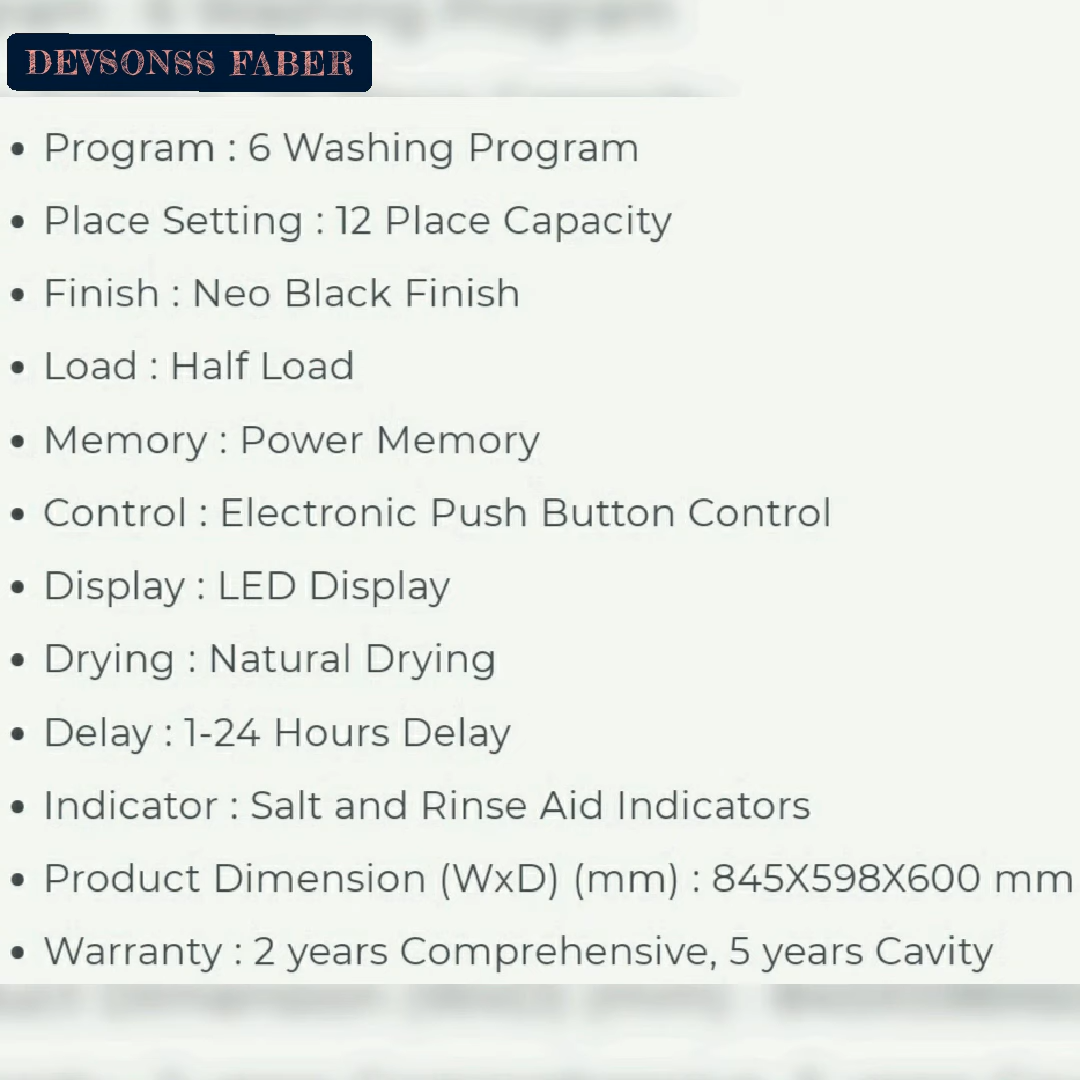 DEVSONSS FABER
• Program : 6 Washing Program
• Place Setting : 12 Place Capacity
• Finish : Neo Black Finish
• Load : Half Load
• Memory : Power Memory
• Control : Electronic Push Button Control
• Display : LED Display
• Drying : Natural Drying
• Delay : 1-24 Hours Delay
• Indicator : Salt and Rinse Aid Indicators
• Product Dimension (WxD) (mm) : 845X598X600 mm
• Warranty : 2 years Comprehensive, 5 years Cavity